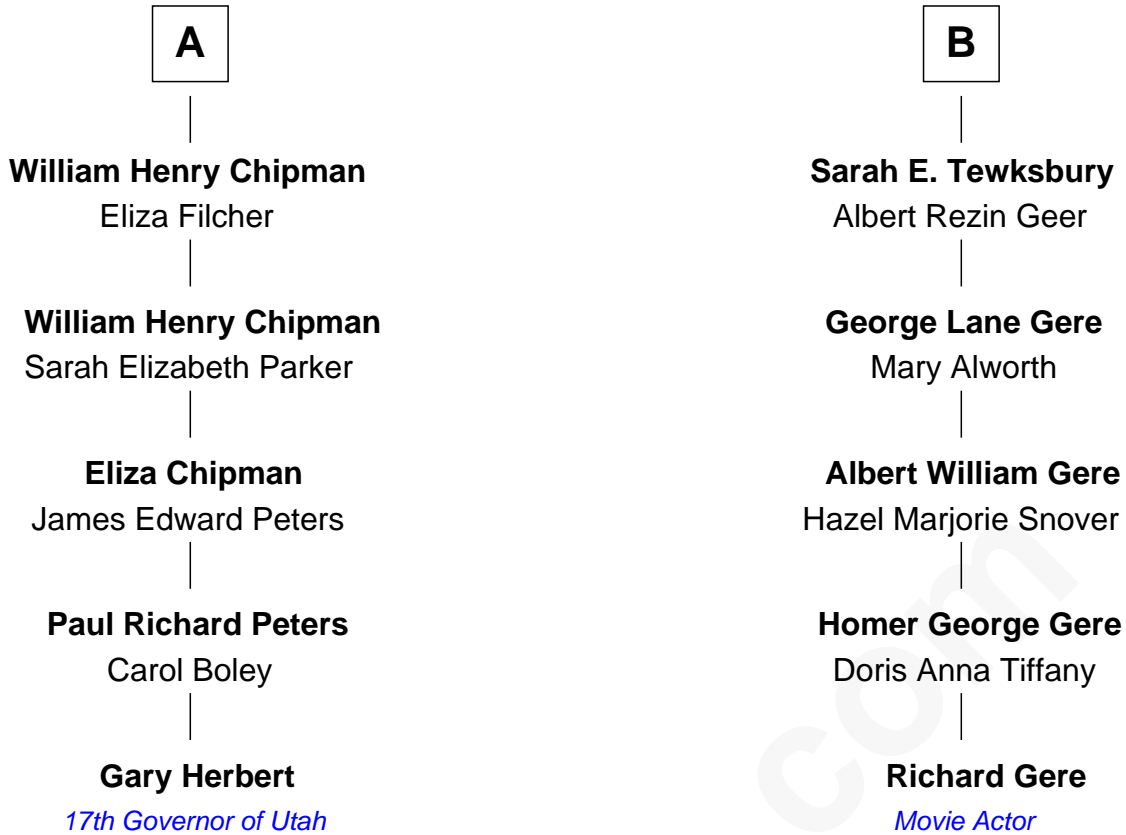 A
William Henry Chipman
Eliza Filcher
William Henry Chipman
Sarah Elizabeth Parker
Eliza Chipman
James Edward Peters
Paul Richard Peters
Carol Boley
Gary Herbert
17th Governor of Utah
B
Sarah E. Tewksbury
Albert Rezin Geer
George Lane Gere
Mary Alworth
Albert William Gere
Hazel Marjorie Snover
Homer George Gere
Doris Anna Tiffany
Richard Gere
Movie Actor
com